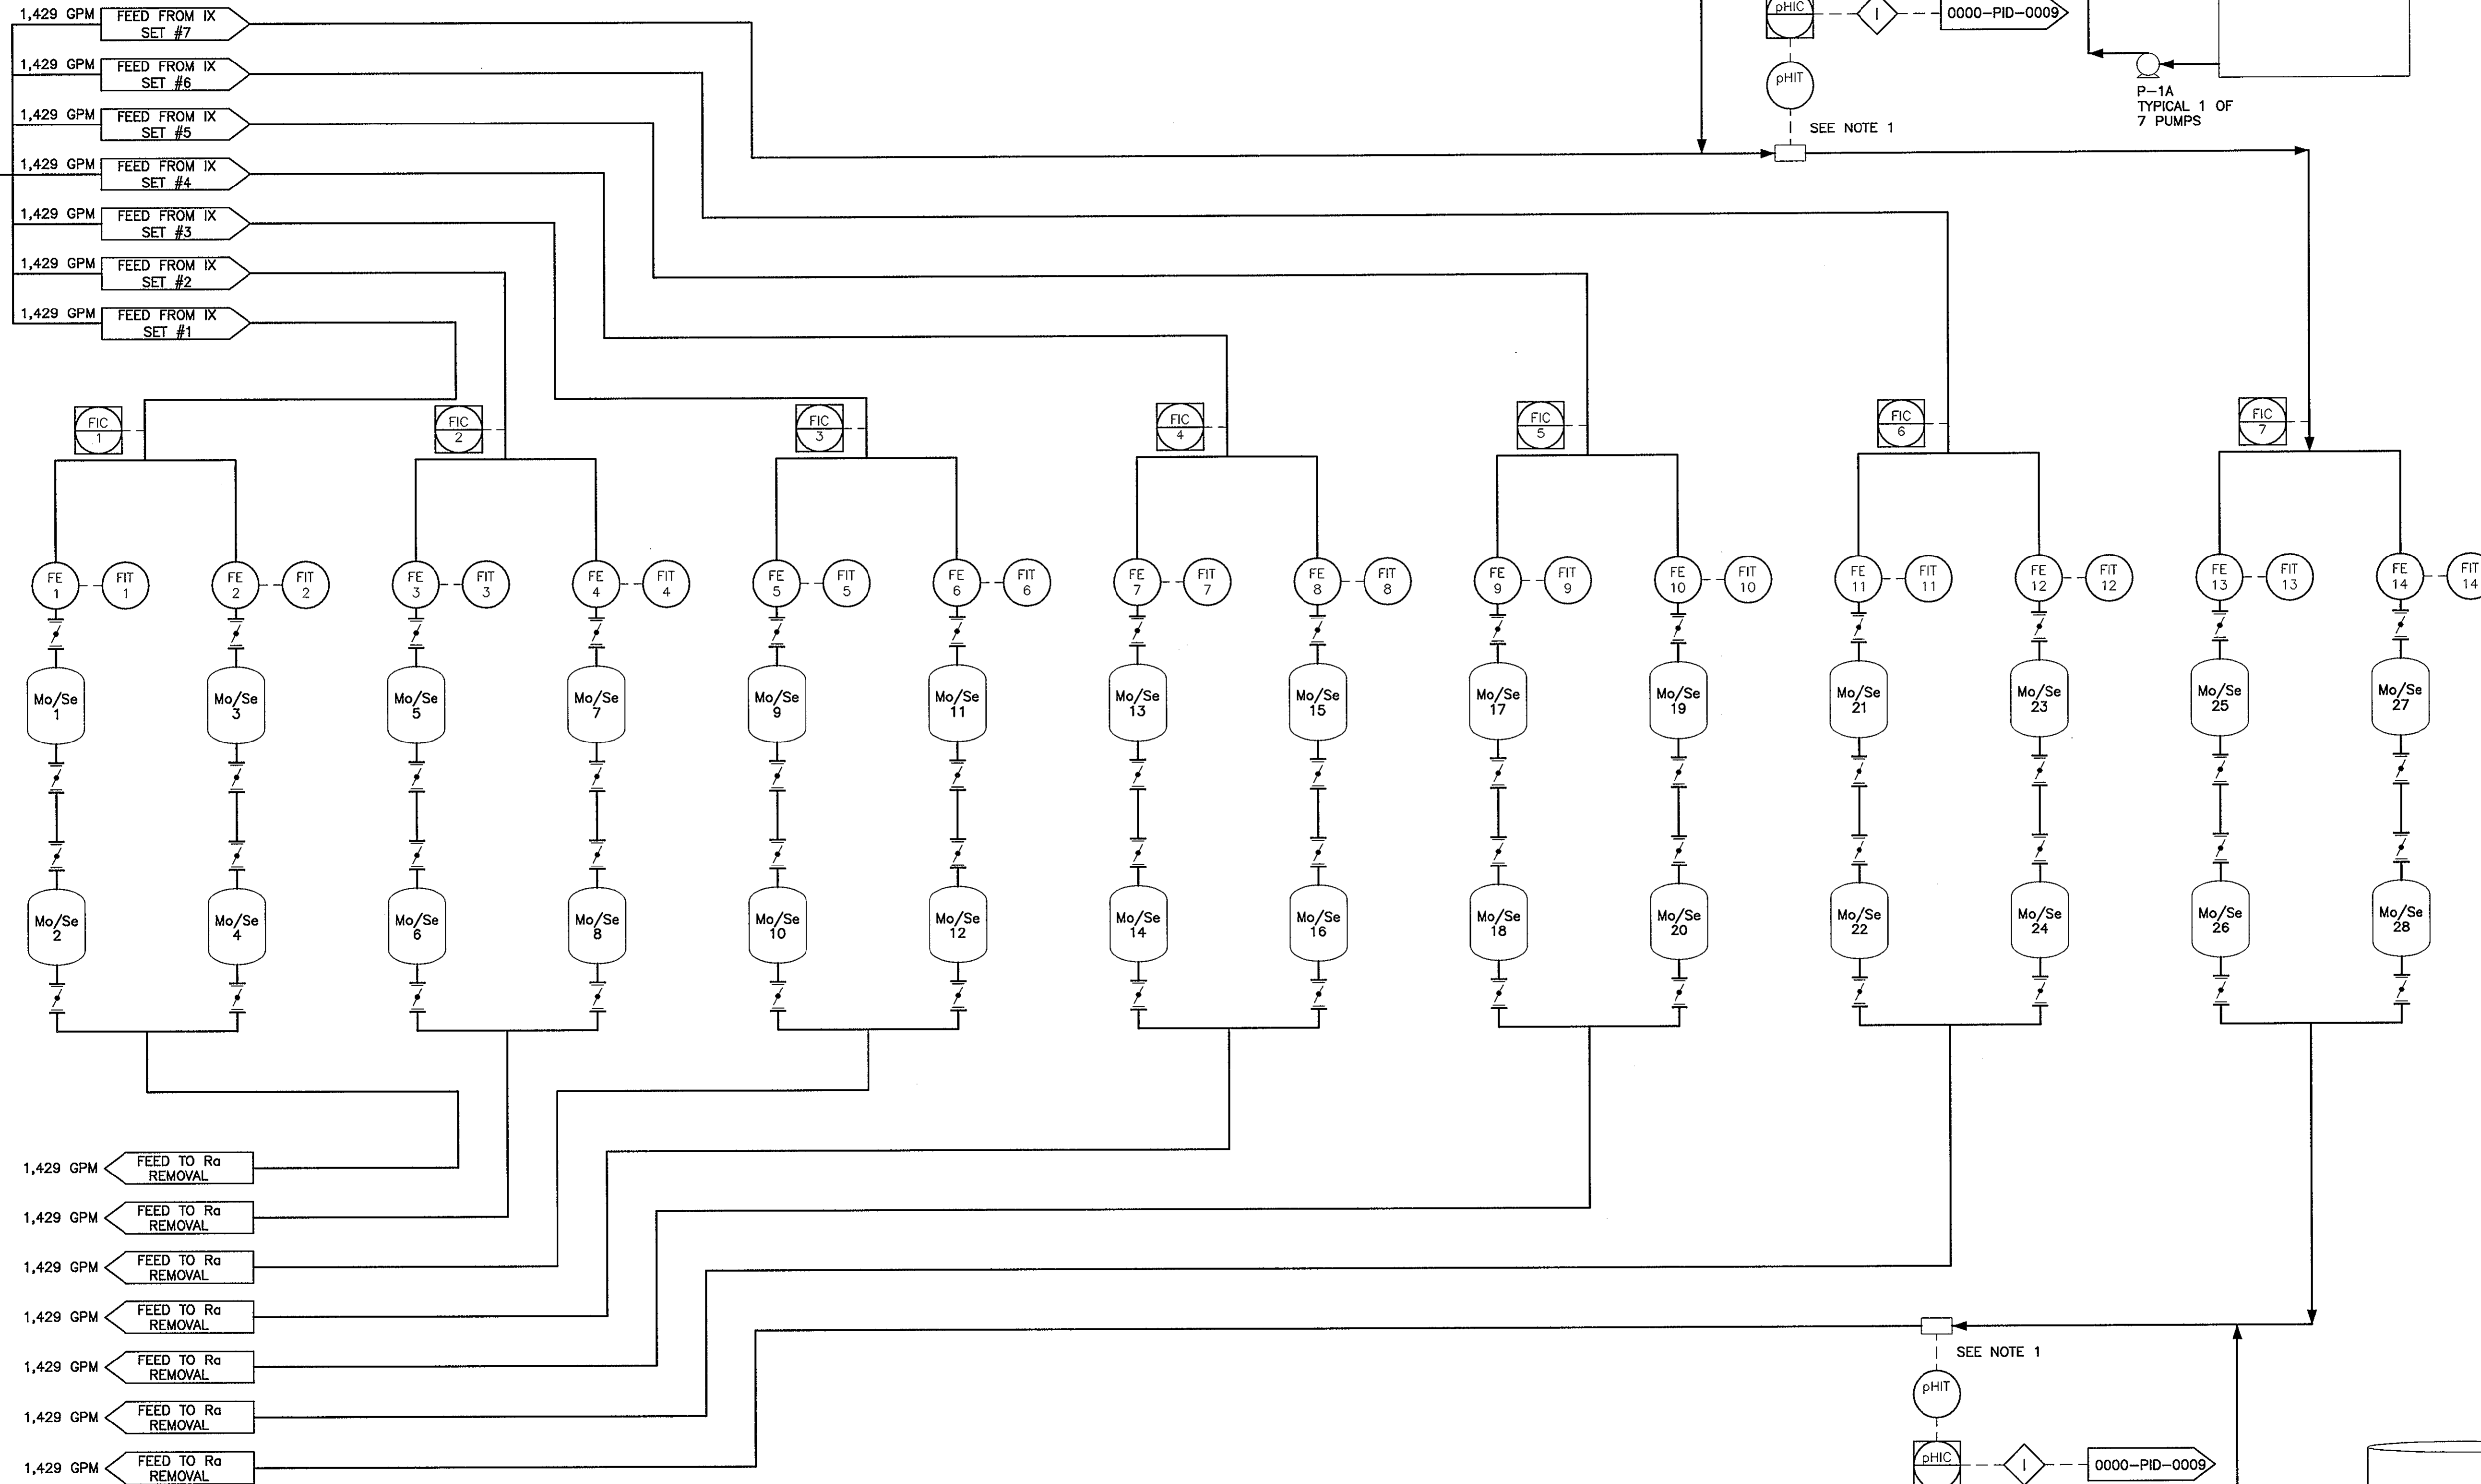 1,429 GPM
FEED FROM IX
SET #7
1,429 GPM
FEED FROM IX
SET #6
1,429 GPM
FEED FROM IX
SET #5
1,429 GPM
FEED FROM IX
SET #4
1,429 GPM
FEED FROM IX
SET #3
1,429 GPM
FEED FROM IX
SET #2
1,429 GPM
FEED FROM IX
SET #1
pHIC
I
0000-PID-0009
pHIT
SEE NOTE 1
P-1A
TYPICAL 1 OF
7 PUMPS
FIC
1
FIC
2
FIC
3
FIC
4
FIC
5
FIC
6
FIC
7
FE
1
FIT
1
FE
2
FIT
2
FE
3
FIT
3
FE
4
FIT
4
FE
5
FIT
5
FE
6
FIT
6
FE
7
FIT
7
FE
8
FIT
8
FE
9
FIT
9
FE
10
FIT
10
FE
11
FIT
11
FE
12
FIT
12
FE
13
FIT
13
FE
14
FIT
14
Mo/Se
1
Mo/Se
3
Mo/Se
5
Mo/Se
7
Mo/Se
9
Mo/Se
11
Mo/Se
13
Mo/Se
15
Mo/Se
17
Mo/Se
19
Mo/Se
21
Mo/Se
23
Mo/Se
25
Mo/Se
27
Mo/Se
2
Mo/Se
4
Mo/Se
6
Mo/Se
8
Mo/Se
10
Mo/Se
12
Mo/Se
14
Mo/Se
16
Mo/Se
18
Mo/Se
20
Mo/Se
22
Mo/Se
24
Mo/Se
26
Mo/Se
28
1,429 GPM
FEED TO Ra
REMOVAL
1,429 GPM
FEED TO Ra
REMOVAL
1,429 GPM
FEED TO Ra
REMOVAL
1,429 GPM
FEED TO Ra
REMOVAL
1,429 GPM
FEED TO Ra
REMOVAL
1,429 GPM
FEED TO Ra
REMOVAL
1,429 GPM
FEED TO Ra
REMOVAL
SEE NOTE 1
pHIT
pHIC
I
0000-PID-0009